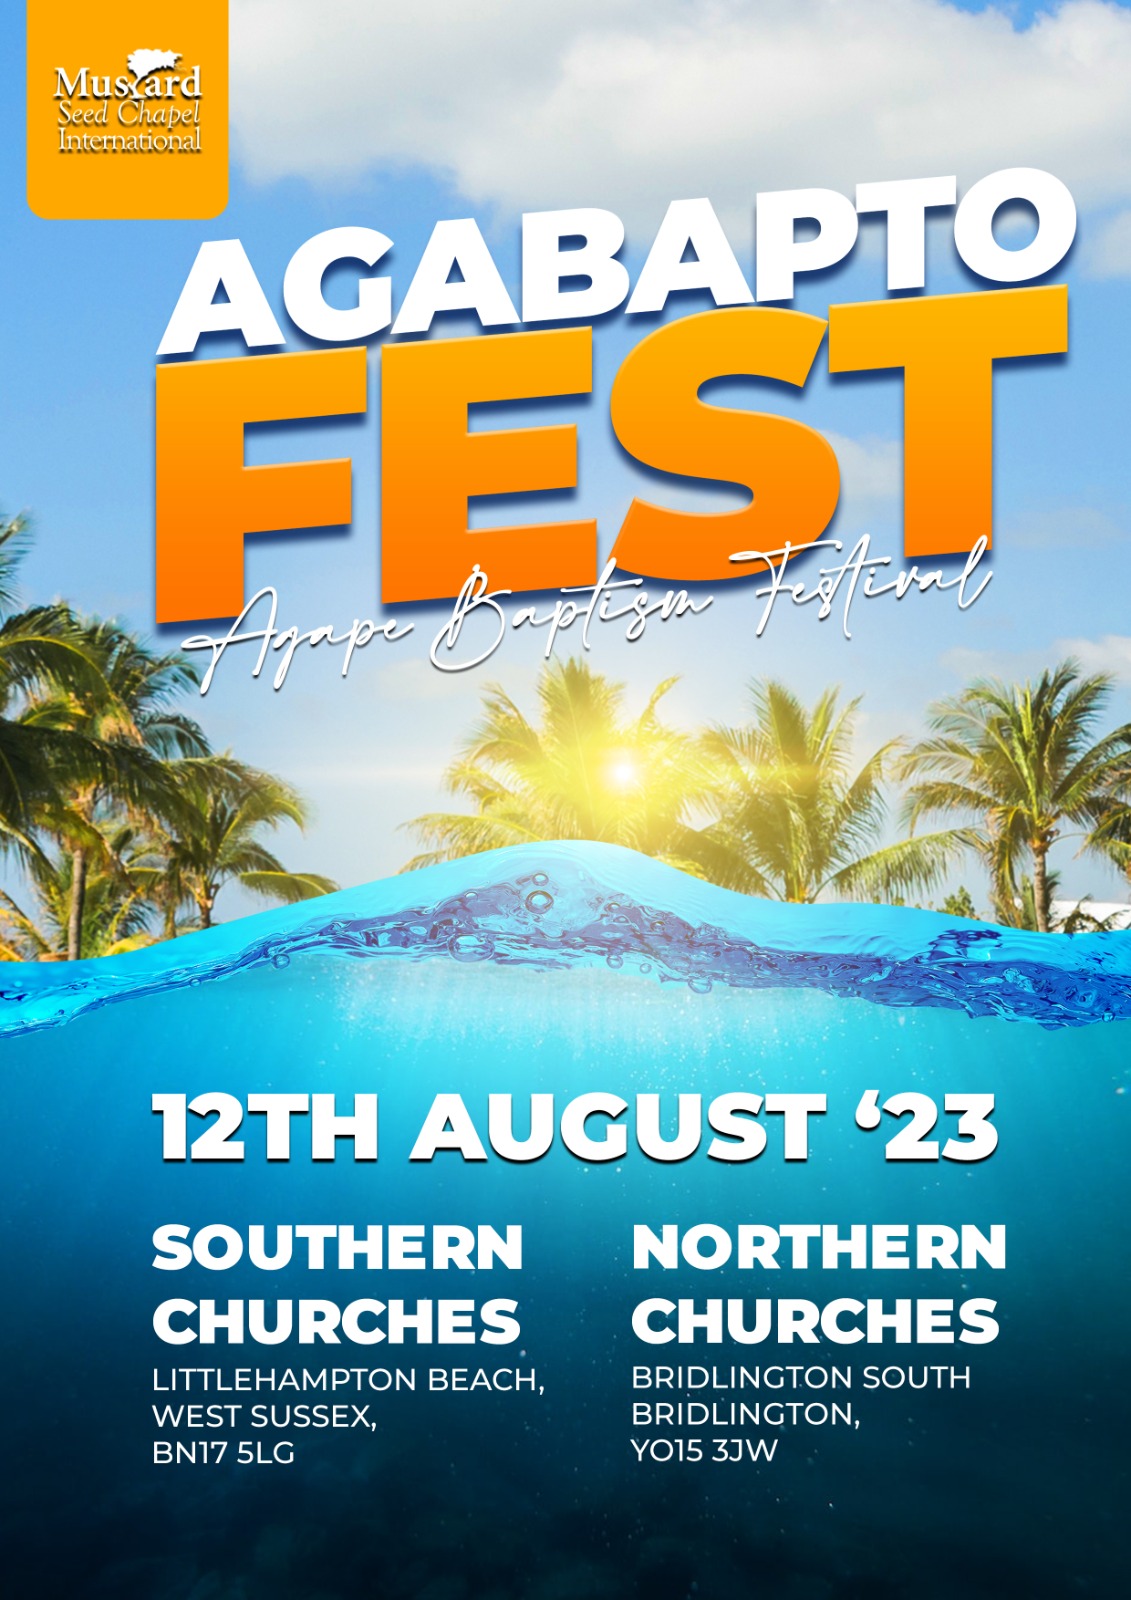 Mustard
Seed Chapel
International
AGABAPTO
FEST
Agape Baptism Festival
12TH AUGUST ‘23
SOUTHERN
CHURCHES
LITTLEHAMPTON BEACH,
WEST SUSSEX,
BN17 5LG
NORTHERN
CHURCHES
BRIDLINGTON SOUTH
BRIDLINGTON,
YO15 3JW